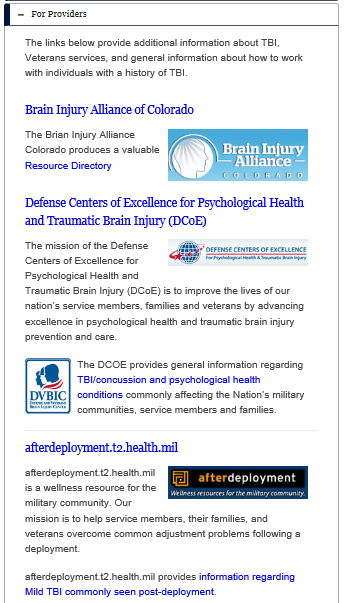 − For Providers
The links below provide additional information about TBI,
Veterans services, and general information about how to work
with individuals with a history of TBI.
Brain Injury Alliance of Colorado
The Brian Injury Alliance
Colorado produces a valuable
Resource Directory
Brain Injury
Alliance
COLORADO
Defense Centers of Excellence for Psychological Health
and Traumatic Brain Injury (DCoE)
The mission of the Defense
Centers of Excellence for
Psychological Health and
DEFENSE CENTERS OF EXCELLENCE
For Psychological Health & Traumatic Brain Injury
Traumatic Brain Injury (DCoE) is to improve the lives of our
nation's service members, families and veterans by advancing
excellence in psychological health and traumatic brain injury
prevention and care.
DVBIC
DEFENSE AND VETERANS
BRAIN INJURY CENTER
The DCOE provides general information regarding
TBI/concussion and psychological health
conditions commonly affecting the Nation's military
communities, service members and families.
afterdeployment.t2.health.mil
afterdeployment.t2.health.mil
is a wellness resource for the
military community. Our
afterdeployment
Wellness resources for the military community.
mission is to help service members, their families, and
veterans overcome common adjustment problems following a
deployment.
afterdeployment.t2.health.mil provides information regarding
Mild TBI commonly seen post-deployment.